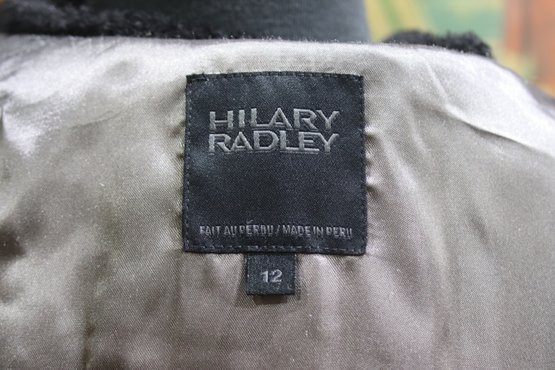 HILARY
RADLEY
FAIT AU PÉROU / MADE IN PERU
12